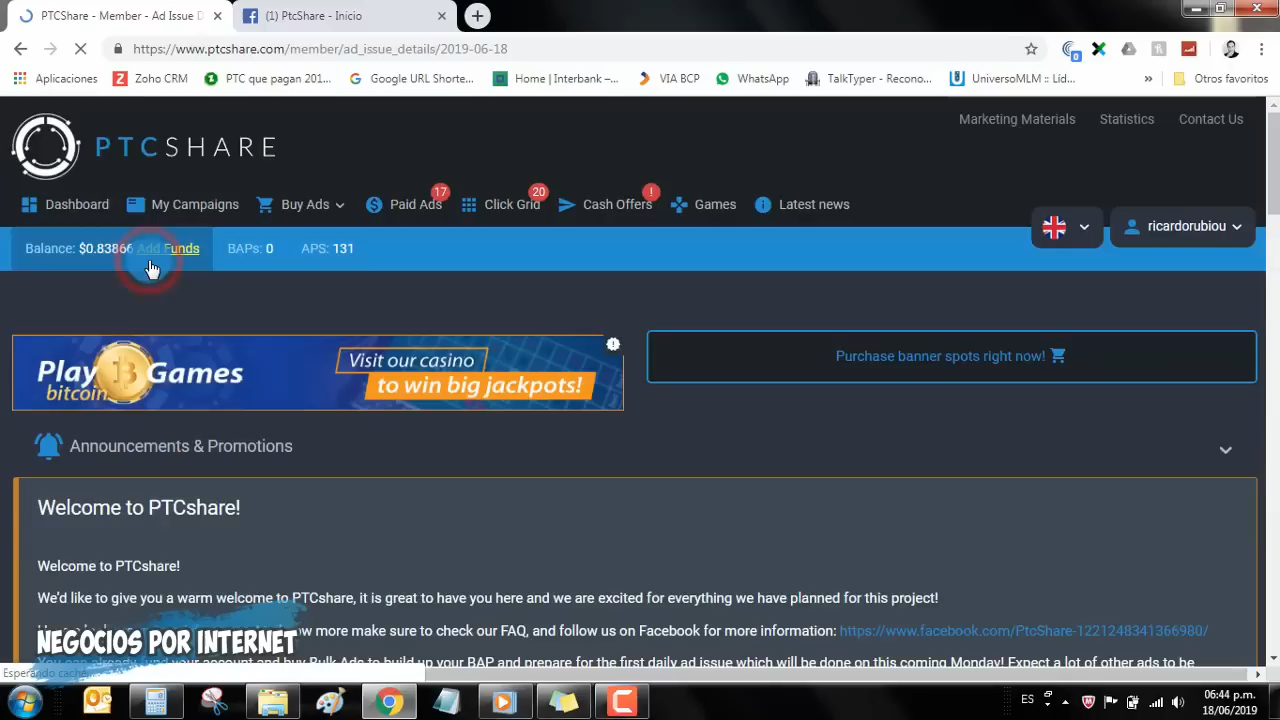 PTCShare - Member - Ad Issue D
(1) PtcShare - Inicio
https://www.ptcshare.com/member/ad_issue_details/2019-06-18
Aplicaciones
Zoho CRM
PTC que pagan 201...
Google URL Shorte...
Home | Interbank –...
VIA BCP
WhatsApp
TalkTyper - Recono...
UniversoMLM :: Líd...
Otros favoritos
PTCSHARE
Marketing Materials
Statistics
Contact Us
Dashboard
My Campaigns
Buy Ads
Paid Ads
17
Click Grid
20
Cash Offers
!
Games
Latest news
ricardorubiou
Balance: $0.83866 Add Funds
BAPs: 0
APS: 131
Play Games
bitcoin
Visit our casino
to win big jackpots!
Purchase banner spots right now!
Announcements & Promotions
Welcome to PTCshare!
Welcome to PTCshare!
We'd like to give you a warm welcome to PTCshare, it is great to have you here and we are excited for everything we have planned for this project!
more make sure to check our FAQ, and follow us on Facebook for more information: https://www.facebook.com/PtcShare-1221248341366980/
You can already fund your account and buy Bulk Ads to build up your BAP and prepare for the first daily ad issue which will be done on this coming Monday! Expect a lot of other ads to be
NEGOCIOS POR INTERNET
Esperando caché...
ES
06:44 p.m.
18/06/2019